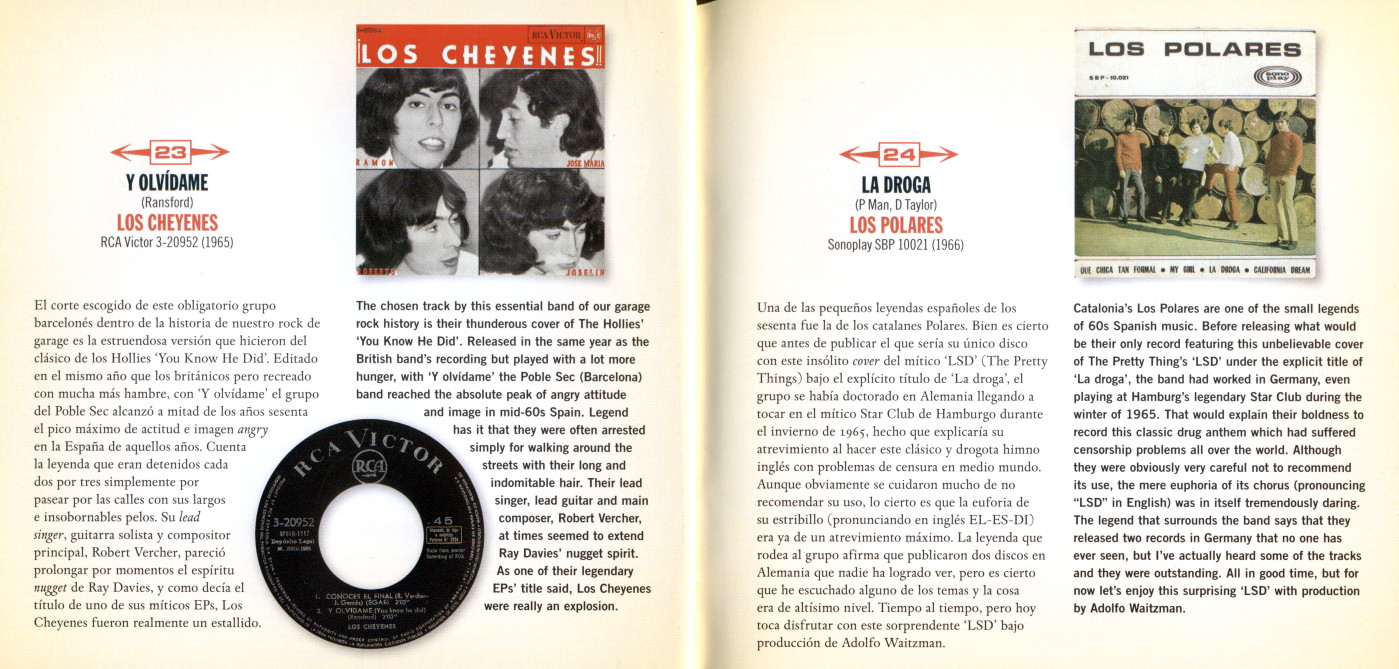 3-20952
RCA VICTOR
RCA
¡LOS CHEYENES!!
RAMON
JOSE MARIA
ROBERTO
JOSELIN
23
Y OLVÍDAME
(Ransford)
LOS CHEYENES
RCA Victor 3-20952 (1965)
El corte escogido de este obligatorio grupo
barcelonés dentro de la historia de nuestro rock de
garage es la estruendosa versión que hicieron del
clásico de los Hollies ‘You Know He Did’. Editado
en el mismo año que los británicos pero recreado
con mucha más hambre, con ‘Y olvídame’ el grupo
del Poble Sec alcanzó a mitad de los años sesenta
el pico máximo de actitud e imagen angry
en la España de aquellos años. Cuenta
la leyenda que eran detenidos cada
dos por tres simplemente por
pasear por las calles con sus largos
e insobornables pelos. Su lead
singer, guitarra solista y compositor
principal, Robert Vercher, pareció
prolongar por momentos el espíritu
nugget de Ray Davies, y como decía el
título de uno de sus míticos EPs, Los
Cheyenes fueron realmente un estallido.
The chosen track by this essential band of our garage
rock history is their thunderous cover of The Hollies’
‘You Know He Did’. Released in the same year as the
British band’s recording but played with a lot more
hunger, with ‘Y olvídame’ the Poble Sec (Barcelona)
band reached the absolute peak of angry attitude
and image in mid-60s Spain. Legend
has it that they were often arrested
simply for walking around the
streets with their long and
indomitable hair. Their lead
singer, lead guitar and main
composer, Robert Vercher,
at times seemed to extend
Ray Davies’ nugget spirit.
As one of their legendary
EPs’ title said, Los Cheyenes
were really an explosion.
RCA VICTOR
RCA
3-20952
45
Depósito Legal
1. CONOCES EL FINAL (R. Vercher-
J. García) (SGAE) 2'05"
2. Y OLVIDAME (You know he did)
(Ransford) 2'02"
LOS CHEYENES
LOS POLARES
SBP-10.021
sono
play
QUE CHICA TAN FORMAL ● MY GIRL ● LA DROGA ● CALIFORNIA DREAM
24
LA DROGA
(P Man, D Taylor)
LOS POLARES
Sonoplay SBP 10021 (1966)
Una de las pequeños leyendas españoles de los
sesenta fue la de los catalanes Polares. Bien es cierto
que antes de publicar el que sería su único disco
con este insólito cover del mítico ‘LSD’ (The Pretty
Things) bajo el explícito título de ‘La droga’, el
grupo se había doctorado en Alemania llegando a
tocar en el mítico Star Club de Hamburgo durante
el invierno de 1965, hecho que explicaría su
atrevimiento al hacer este clásico y drogota himno
inglés con problemas de censura en medio mundo.
Aunque obviamente se cuidaron mucho de no
recomendar su uso, lo cierto es que la euforia de
su estribillo (pronunciando en inglés EL-ES-DI)
era ya de un atrevimiento máximo. La leyenda que
rodea al grupo afirma que publicaron dos discos en
Alemania que nadie ha logrado ver, pero es cierto
que he escuchado alguno de los temas y la cosa
era de altísimo nivel. Tiempo al tiempo, pero hoy
toca disfrutar con este sorprendente ‘LSD’ bajo
producción de Adolfo Waitzman.
Catalonia’s Los Polares are one of the small legends
of 60s Spanish music. Before releasing what would
be their only record featuring this unbelievable cover
of The Pretty Thing’s ‘LSD’ under the explicit title of
‘La droga’, the band had worked in Germany, even
playing at Hamburg’s legendary Star Club during the
winter of 1965. That would explain their boldness to
record this classic drug anthem which had suffered
censorship problems all over the world. Although
they were obviously very careful not to recommend
its use, the mere euphoria of its chorus (pronouncing
“LSD” in English) was in itself tremendously daring.
The legend that surrounds the band says that they
released two records in Germany that no one has
ever seen, but I’ve actually heard some of the tracks
and they were outstanding. All in good time, but for
now let’s enjoy this surprising ‘LSD’ with production
by Adolfo Waitzman.